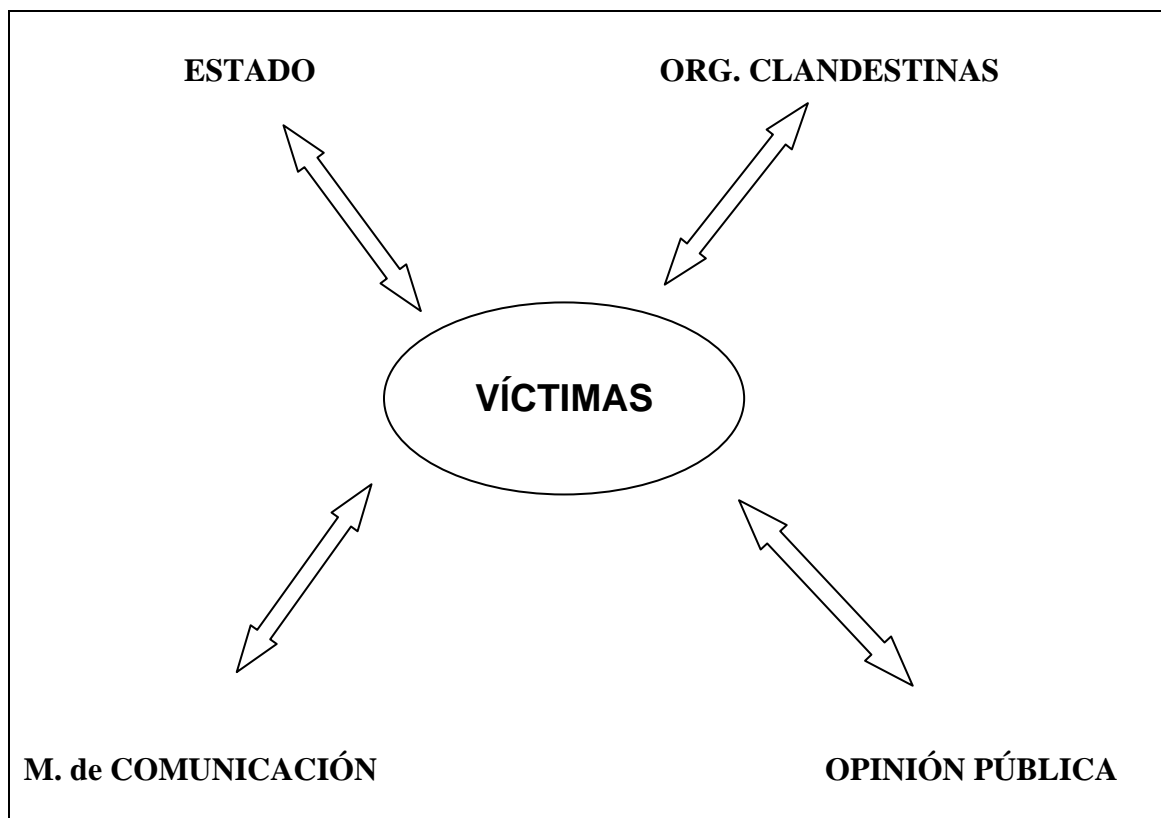 ESTADO
ORG. CLANDESTINAS
VÍCTIMAS
M. de COMUNICACIÓN
OPINIÓN PÚBLICA